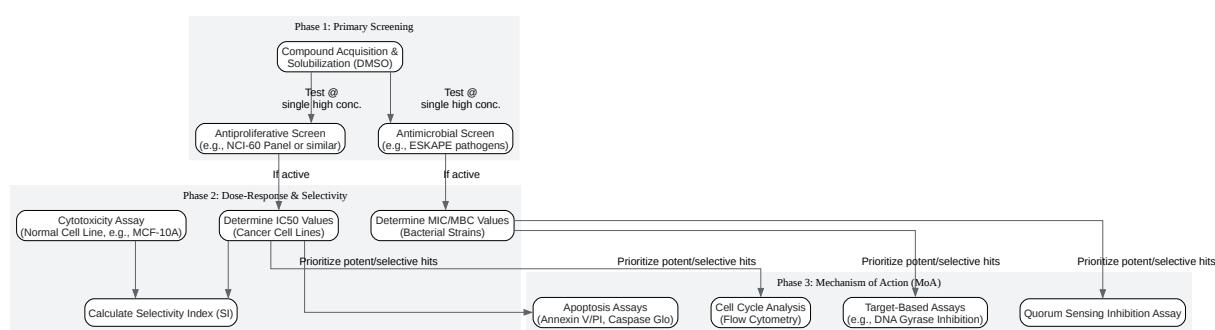 Phase 1: Primary Screening
Compound Acquisition &
Solubilization (DMSO)
Test @
single high conc.
Test @
single high conc.
Antiproliferative Screen
(e.g., NCI-60 Panel or similar)
Antimicrobial Screen
(e.g., ESKAPE pathogens)
If active
If active
Phase 2: Dose-Response & Selectivity
Cytotoxicity Assay
(Normal Cell Line, e.g., MCF-10A)
Determine IC50 Values
(Cancer Cell Lines)
Determine MIC/MBC Values
(Bacterial Strains)
Prioritize potent/selective hits
Prioritize potent/selective hits
Prioritize potent/selective hits
Prioritize potent/selective hits
Phase 3: Mechanism of Action (MoA)
Calculate Selectivity Index (SI)
Apoptosis Assays
(Annexin V/PI, Caspase Glo)
Cell Cycle Analysis
(Flow Cytometry)
Target-Based Assays
(e.g., DNA Gyrase Inhibition)
Quorum Sensing Inhibition Assay